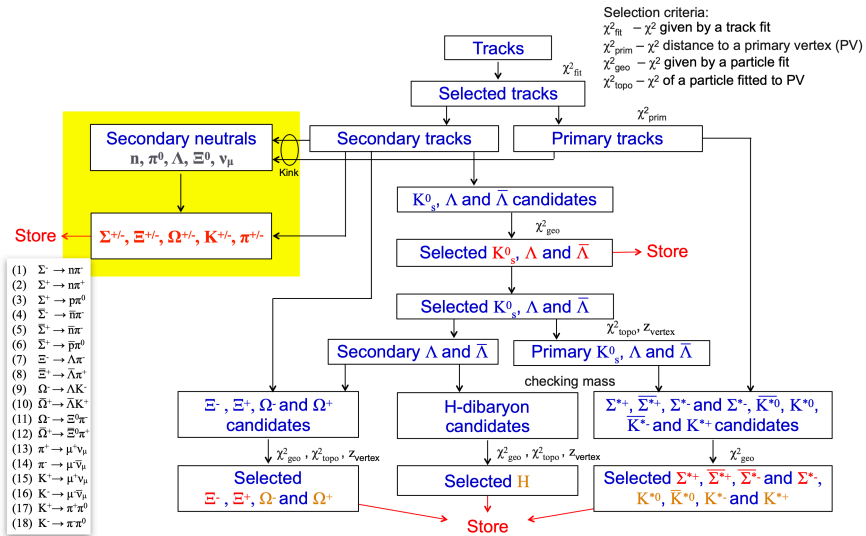 Selection criteria:
χ²fit – χ² given by a track fit
χ²prim – χ² distance to a primary vertex (PV)
χ²geo – χ² given by a particle fit
χ²topo – χ² of a particle fitted to PV
Tracks
χ²fit
Selected tracks
χ²prim
Secondary neutrals
n, π⁰, Λ, Ξ⁰, νμ
Kink
Secondary tracks
Primary tracks
K⁰s, Λ and Λ̅ candidates
χ²geo
Store
Σ+/-, Ξ+/-, Ω+/-, K+/-, π+/-
Selected K⁰s, Λ and Λ̅
Store
Selected K⁰s, Λ and Λ̅
χ²topo, zvertex
Secondary Λ and Λ̅
Primary K⁰s, Λ and Λ̅
checking mass
(1) Σ- → nπ-
(2) Σ+ → nπ+
(3) Σ+ → pπ0
(4) Σ̅- → n̅π-
(5) Σ̅+ → n̅π-
(6) Σ̅+ → p̅π0
(7) Ξ- → Λπ-
(8) Ξ̅+ → Λ̅π+
(9) Ω- → ΛK-
(10) Ω̅+ → Λ̅K+
(11) Ω- → Ξ0π-
(12) Ω̅+ → Ξ̅0π+
(13) π+ → μ+νμ
(14) π- → μ-ν̅μ
(15) K+ → μ+νμ
(16) K- → μ-ν̅μ
(17) K+ → π+π0
(18) K- → π-π0
Ξ- , Ξ+, Ω- and Ω+
candidates
H-dibaryon
candidates
Σ*+, Σ̅*+, Σ*- and Σ*-, K̅*0, K*0,
K̅*- and K*+ candidates
χ²geo , χ²topo, zvertex
χ²geo , χ²topo, zvertex
χ²geo
Selected
Ξ-, Ξ+, Ω- and Ω+
Selected H
Selected Σ*+, Σ̅*+, Σ̅*- and Σ*-,
K*0, K̅*0, K*- and K*+
Store